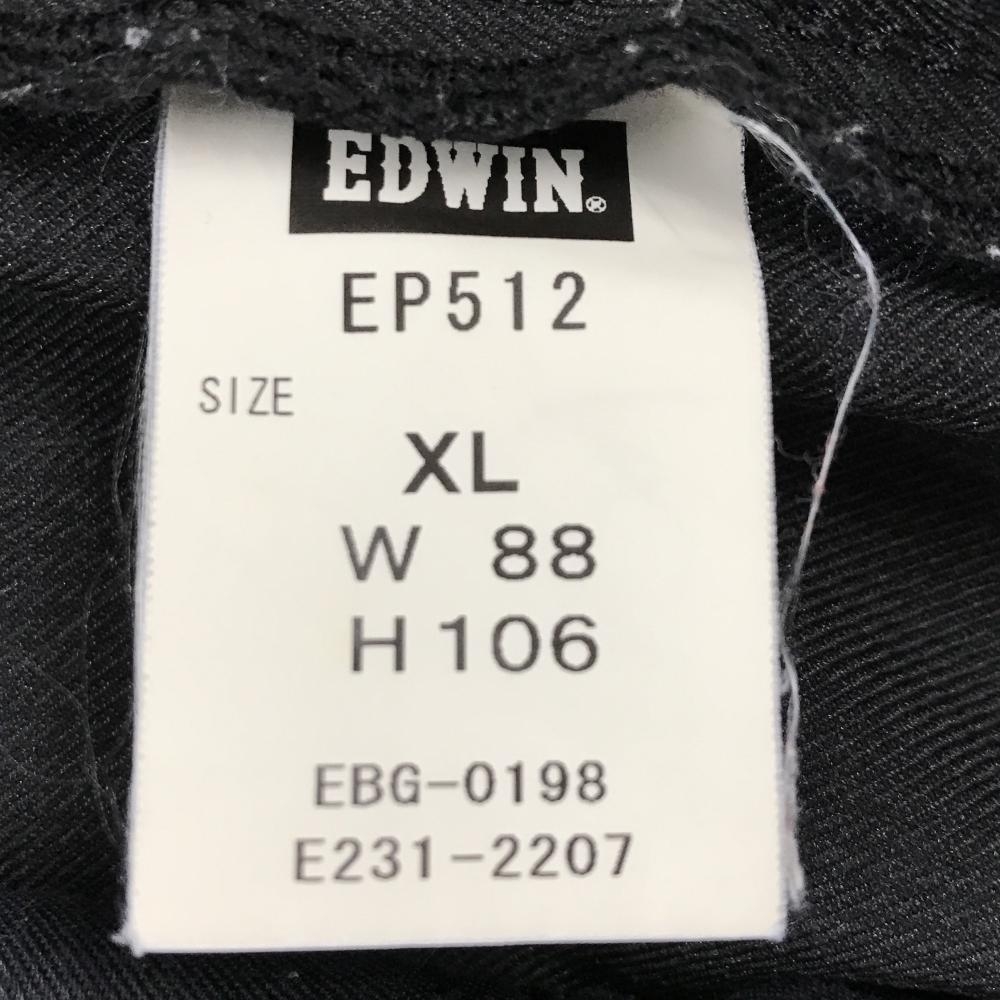 EDWIN®
EP512
SIZE
XL
W 88
H 106
EBG-0198
E231-2207